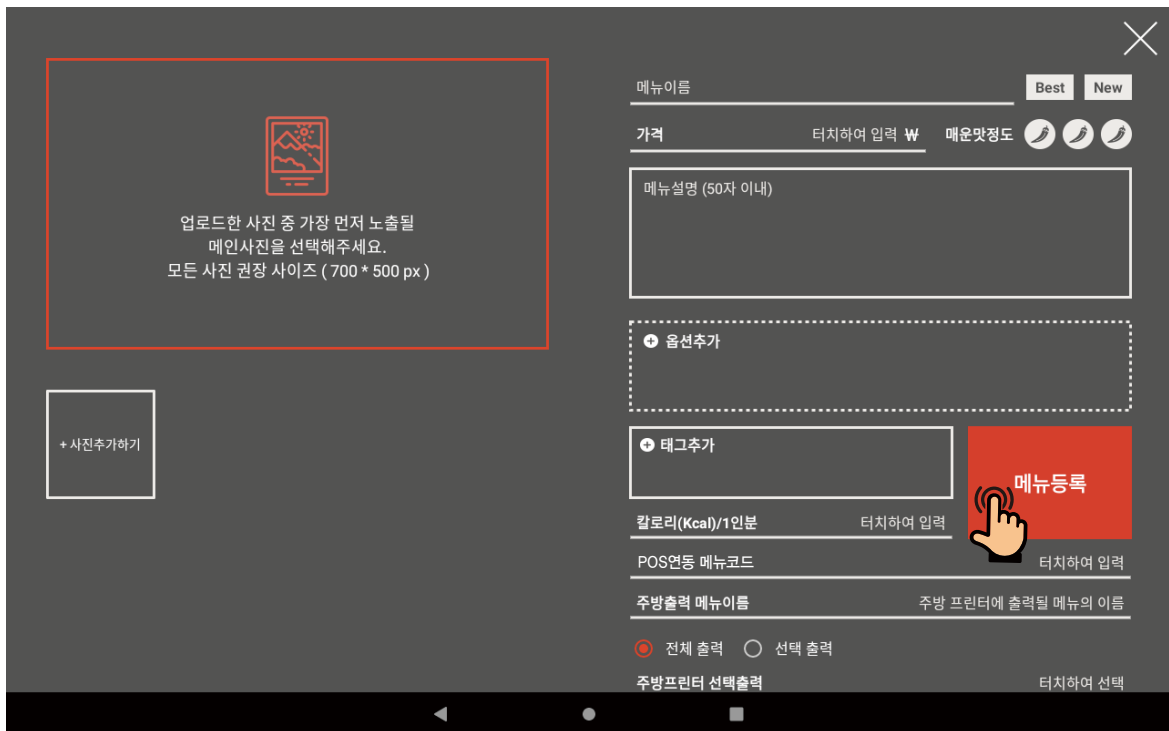 업로드한 사진 중 가장 먼저 노출될
메인사진을 선택해주세요.
모든 사진 권장 사이즈 ( 700 * 500 px )
+ 사진추가하기
메뉴이름
Best
New
가격
터치하여 입력 ₩
매운맛정도
메뉴설명 (50자 이내)
옵션추가
태그추가
메뉴등록
칼로리(Kcal)/1인분
터치하여 입력
POS연동 메뉴코드
터치하여 입력
주방출력 메뉴이름
주방 프린터에 출력될 메뉴의 이름
전체 출력
선택 출력
주방프린터 선택출력
터치하여 선택